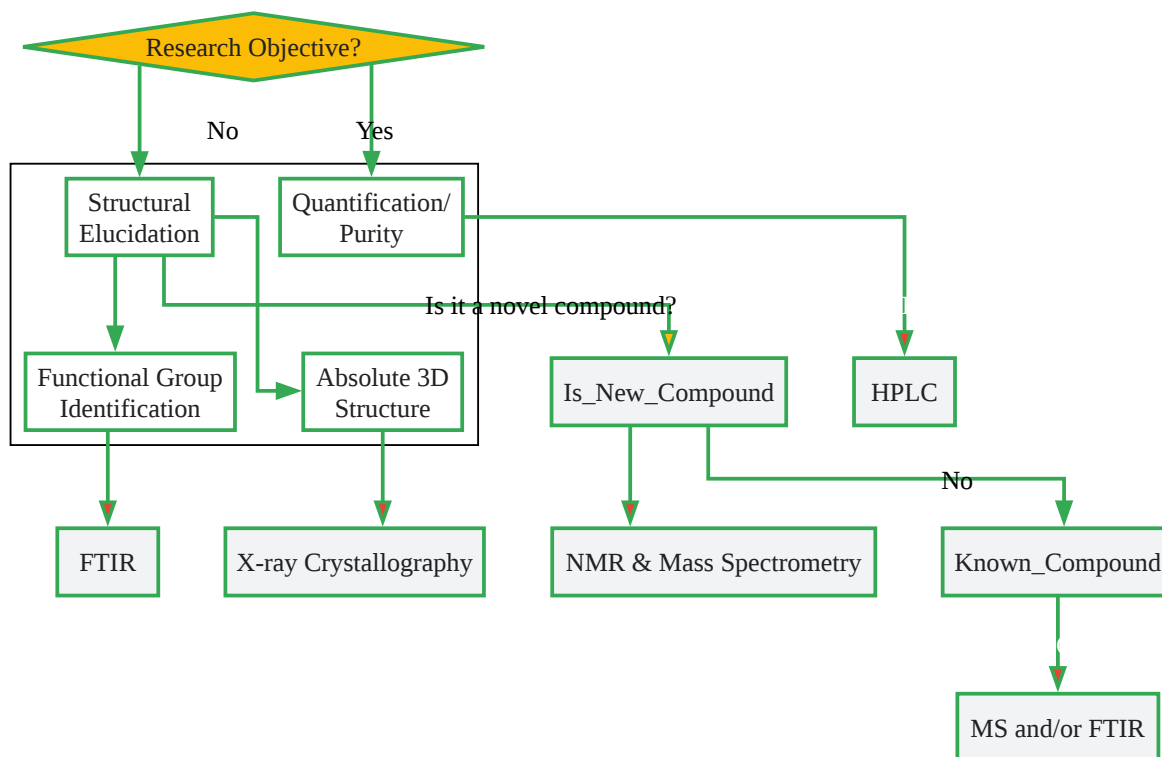 Research Objective?
No
Yes
Structural
Elucidation
Quantification/
Purity
Is it a novel compound?
Functional Group
Identification
Absolute 3D
Structure
Is_New_Compound
HPLC
No
FTIR
X-ray Crystallography
NMR & Mass Spectrometry
Known_Compound
MS and/or FTIR